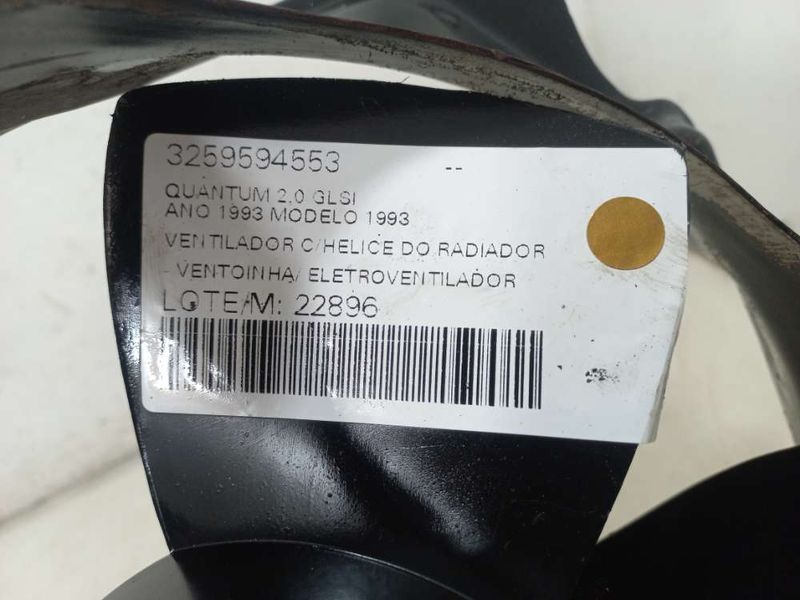 3259594553 --
QUANTUM 2.0 GLSI
ANO 1993 MODELO 1993
VENTILADOR C/HELICE DO RADIADOR
- VENTOINHA/ ELETROVENTILADOR
LOTE/M: 22896